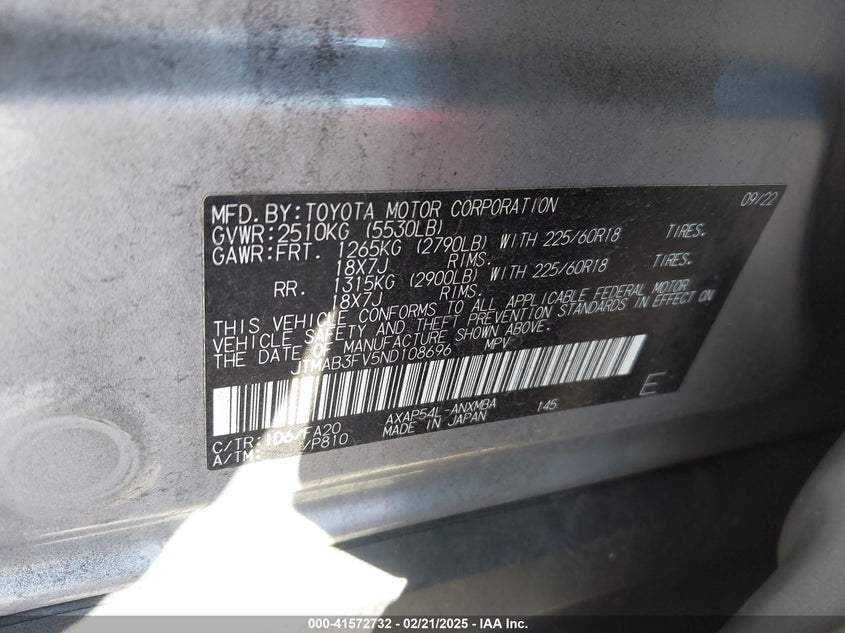 09/22
MFD.BY:TOYOTA MOTOR CORPORATION
GVWR:2510KG (5530LB)
GAWR:FRT. 1265KG (2790LB) WITH 225/60R18 TIRES.
18X7J RIMS.
RR. 1315KG (2900LB) WITH 225/60R18 TIRES.
18X7J RIMS.
THIS VEHICLE CONFORMS TO ALL APPLICABLE FEDERAL MOTOR
VEHICLE SAFETY AND THEFT PREVENTION STANDARDS IN EFFECT ON
THE DATE OF MANUFACTURE SHOWN ABOVE.
JTMAB3FV5ND108696 MPV
E
C/TR:1D6/FA20 AXAP54L-ANXMBA 145
A/TM: /P810 MADE IN JAPAN
000-41572732 - 02/21/2025 - IAA Inc.